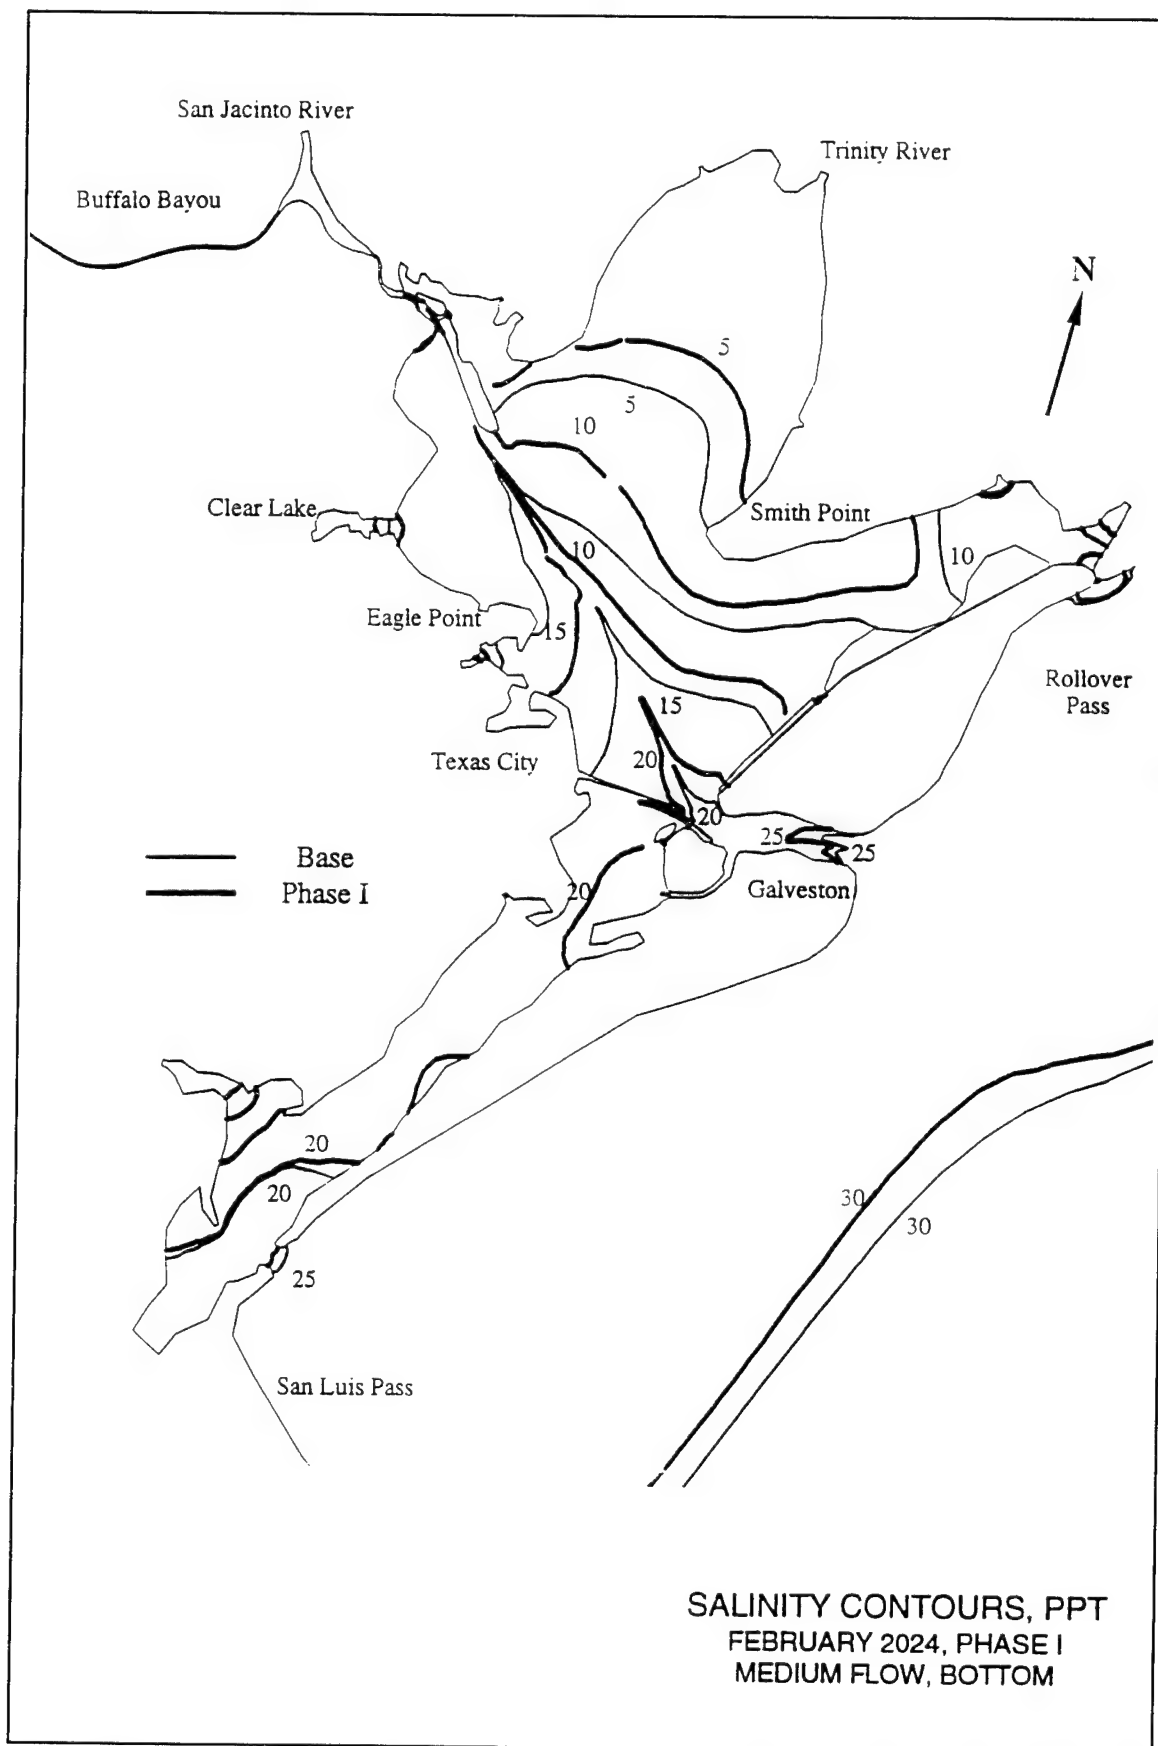 San Jacinto River
Trinity River
Buffalo Bayou
N
5
5
10
Clear Lake
Smith Point
10
10
Eagle Point
15
Rollover
Pass
15
Texas City
20
20
25
25
Base
Phase I
20
Galveston
20
20
30
30
25
San Luis Pass
SALINITY CONTOURS, PPT
FEBRUARY 2024, PHASE I
MEDIUM FLOW, BOTTOM